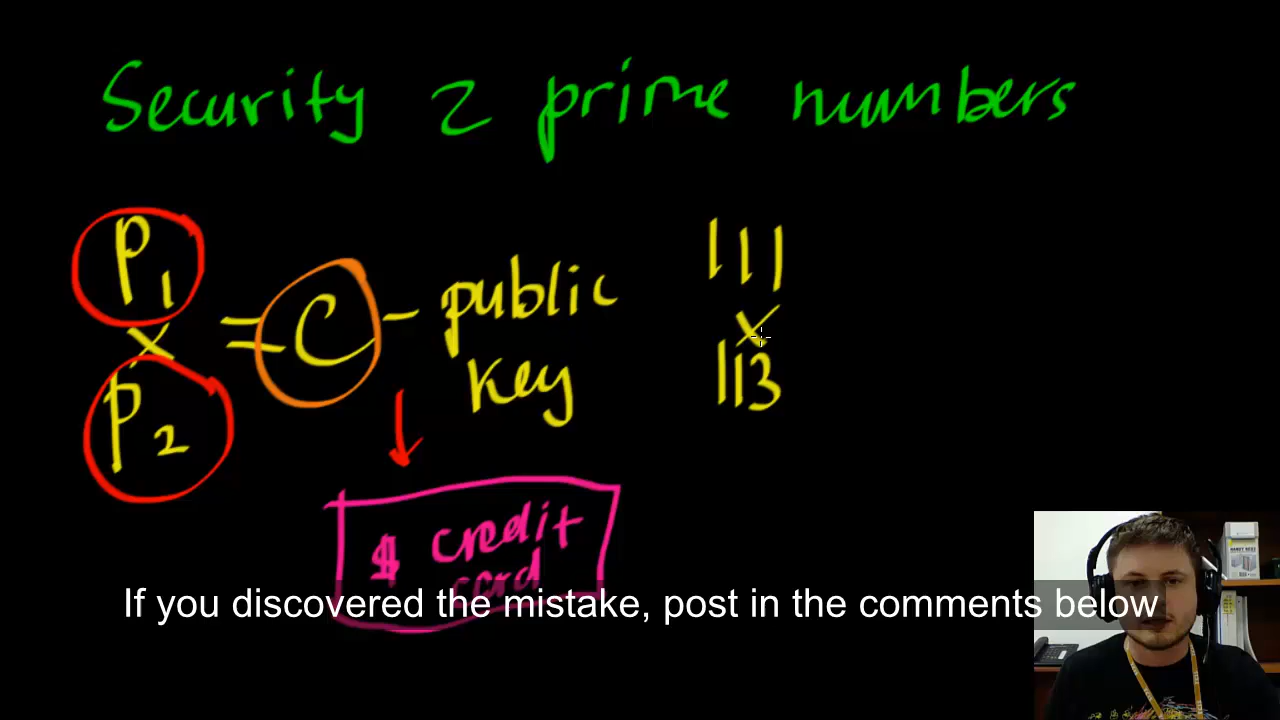 Security 2 prime numbers
P1
x
P2
= C - public
key
111
x
113
$ credit
card
If you discovered the mistake, post in the comments below